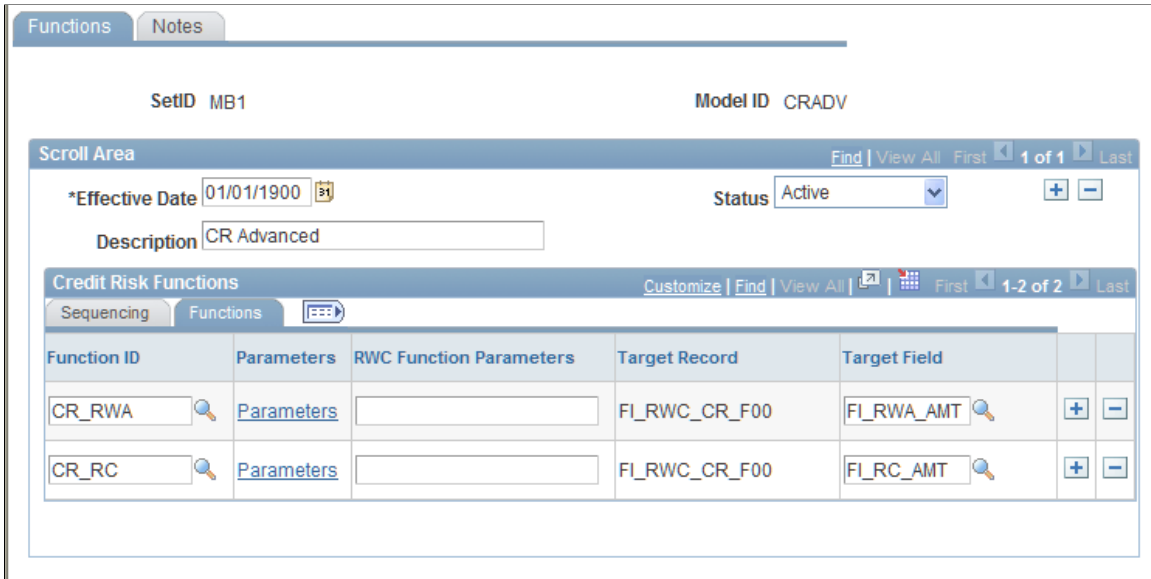 Functions Notes
SetID MB1 Model ID CRADV
Scroll Area Find | View All First 1 of 1 Last
*Effective Date 01/01/1900 31 Status Active
Description CR Advanced
Credit Risk Functions Customize | Find | View All | | First 1-2 of 2 Last
Sequencing Functions
Function ID Parameters RWC Function Parameters Target Record Target Field
CR_RWA Parameters FI_RWC_CR_F00 FI_RWA_AMT
CR_RC Parameters FI_RWC_CR_F00 FI_RC_AMT